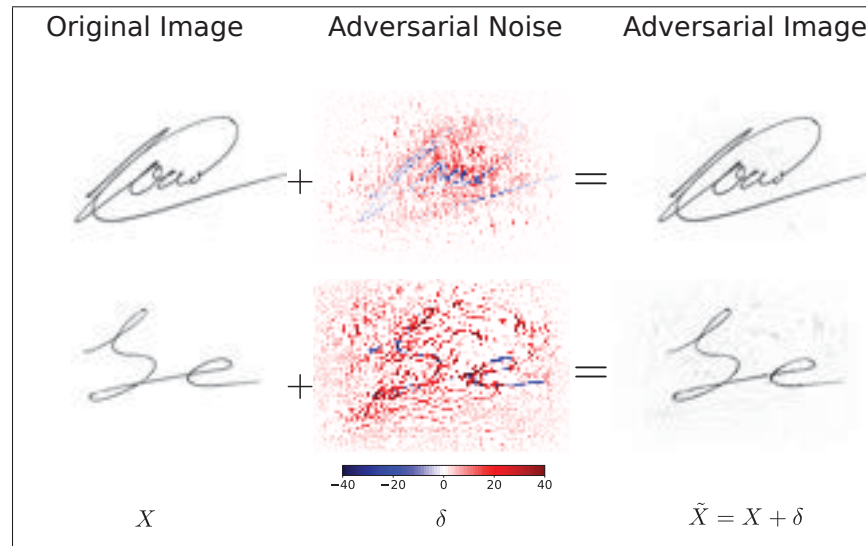 Original Image Adversarial Noise Adversarial Image
+ =
+ =
−40 −20 0 20 40
X δ X̃ = X + δ